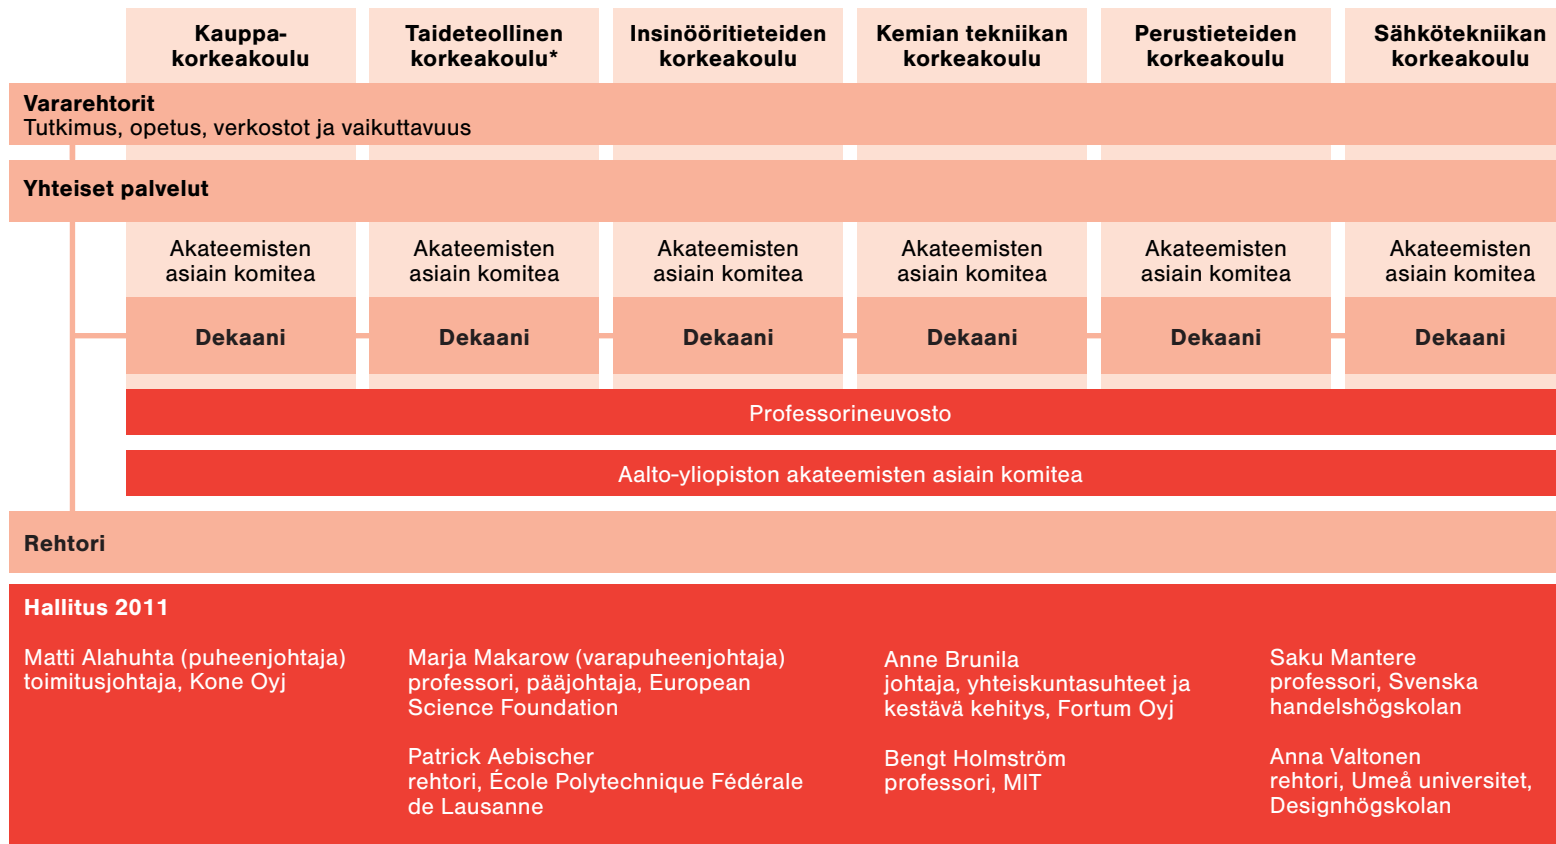 Kauppa-
korkeakoulu
Taideteollinen
korkeakoulu*
Insinööritieteiden
korkeakoulu
Kemian tekniikan
korkeakoulu
Perustieteiden
korkeakoulu
Sähkötekniikan
korkeakoulu
Vararehtorit
Tutkimus, opetus, verkostot ja vaikuttavuus
Yhteiset palvelut
Akateemisten
asiain komitea
Akateemisten
asiain komitea
Akateemisten
asiain komitea
Akateemisten
asiain komitea
Akateemisten
asiain komitea
Akateemisten
asiain komitea
Dekaani
Dekaani
Dekaani
Dekaani
Dekaani
Dekaani
Professorineuvosto
Aalto-yliopiston akateemisten asiain komitea
Rehtori
Hallitus 2011
Matti Alahuhta (puheenjohtaja)
toimitusjohtaja, Kone Oyj
Marja Makarow (varapuheenjohtaja)
professori, pääjohtaja, European
Science Foundation
Patrick Aebischer
rehtori, École Polytechnique Fédérale
de Lausanne
Anne Brunila
johtaja, yhteiskuntasuhteet ja
kestävä kehitys, Fortum Oyj
Bengt Holmström
professori, MIT
Saku Mantere
professori, Svenska
handelshögskolan
Anna Valtonen
rehtori, Umeå universitet,
Designhögskolan